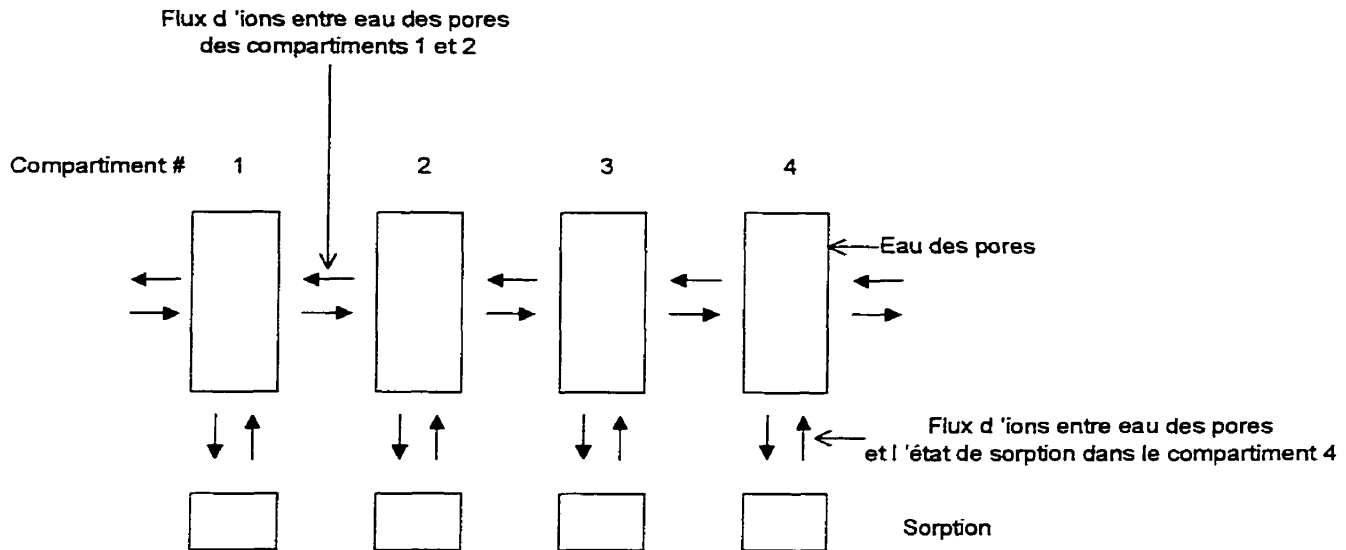 Flux d 'ions entre eau des pores
des compartiments 1 et 2
Compartiment # 1 2 3 4
Eau des pores
Flux d 'ions entre eau des pores
et l 'état de sorption dans le compartiment 4
Sorption